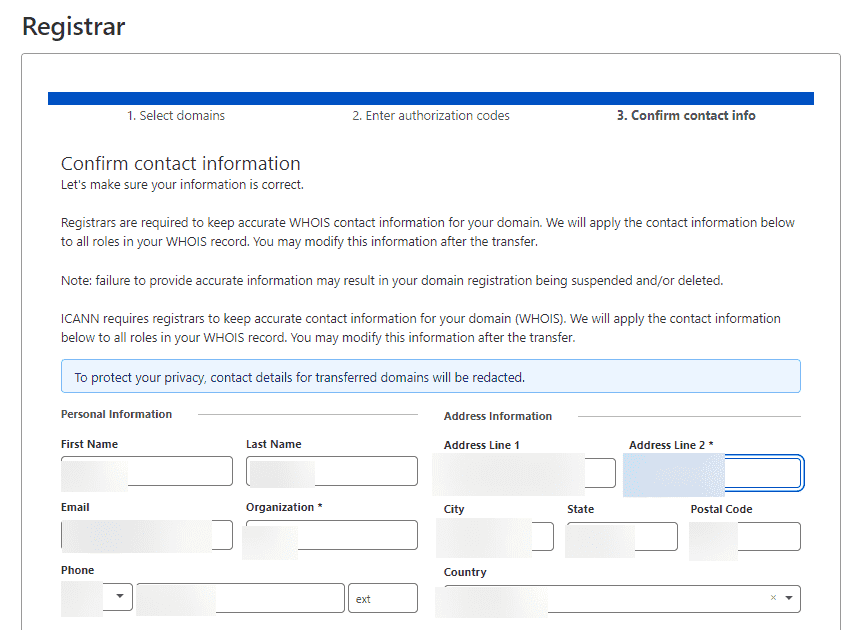 Registrar
1. Select domains
2. Enter authorization codes
3. Confirm contact info
Confirm contact information
Let's make sure your information is correct.
Registrars are required to keep accurate WHOIS contact information for your domain. We will apply the contact information below
to all roles in your WHOIS record. You may modify this information after the transfer.
Note: failure to provide accurate information may result in your domain registration being suspended and/or deleted.
ICANN requires registrars to keep accurate contact information for your domain (WHOIS). We will apply the contact information
below to all roles in your WHOIS record. You may modify this information after the transfer.
To protect your privacy, contact details for transferred domains will be redacted.
Personal Information
First Name
Last Name
Email
Organization *
Phone
ext
Address Information
Address Line 1
Address Line 2 *
City
State
Postal Code
Country
×